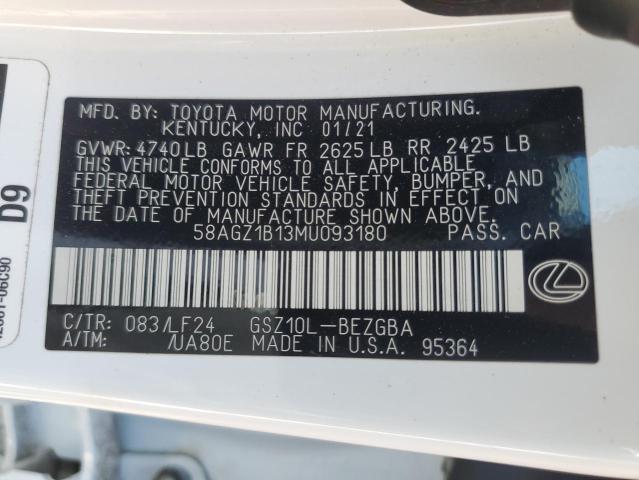 MFD. BY: TOYOTA MOTOR MANUFACTURING.
KENTUCKY, INC 01/21
GVWR: 4740LB GAWR FR 2625LB RR 2425LB
THIS VEHICLE CONFORMS TO ALL APPLICABLE
FEDERAL MOTOR VEHICLE SAFETY, BUMPER, AND
THEFT PREVENTION STANDARDS IN EFFECT ON
THE DATE OF MANUFACTURE SHOWN ABOVE.
58AGZ1B13MU093180 PASS. CAR
C/TR: 083/LF24 GSZ10L-BEZGBA
A/TM: /UA80E MADE IN U.S.A. 95364
D9